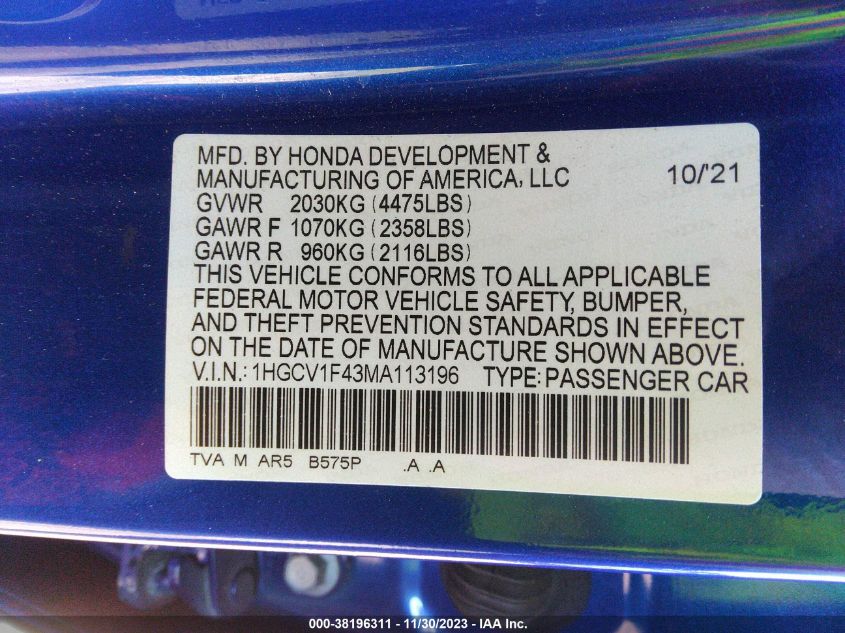 MFD. BY HONDA DEVELOPMENT &
MANUFACTURING OF AMERICA, LLC 10/'21
GVWR 2030KG (4475LBS)
GAWR F 1070KG (2358LBS)
GAWR R 960KG (2116LBS)
THIS VEHICLE CONFORMS TO ALL APPLICABLE
FEDERAL MOTOR VEHICLE SAFETY, BUMPER,
AND THEFT PREVENTION STANDARDS IN EFFECT
ON THE DATE OF MANUFACTURE SHOWN ABOVE.
V.I.N.: 1HGCV1F43MA113196 TYPE: PASSENGER CAR
TVA M AR5 B575P .A .A
000-38196311 - 11/30/2023 - IAA Inc.